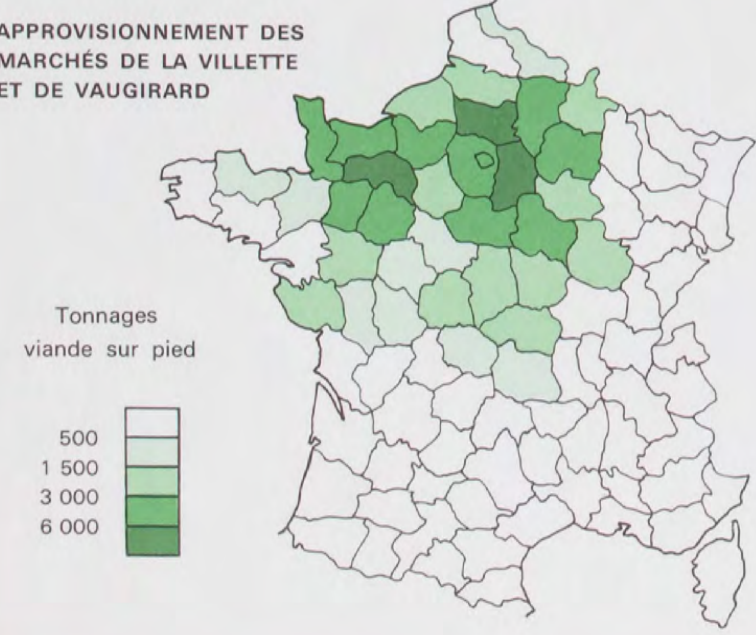 APPROVISIONNEMENT DES
MARCHÉS DE LA VILLETTE
ET DE VAUGIRARD
Tonnages
viande sur pied
500
1 500
3 000
6 000